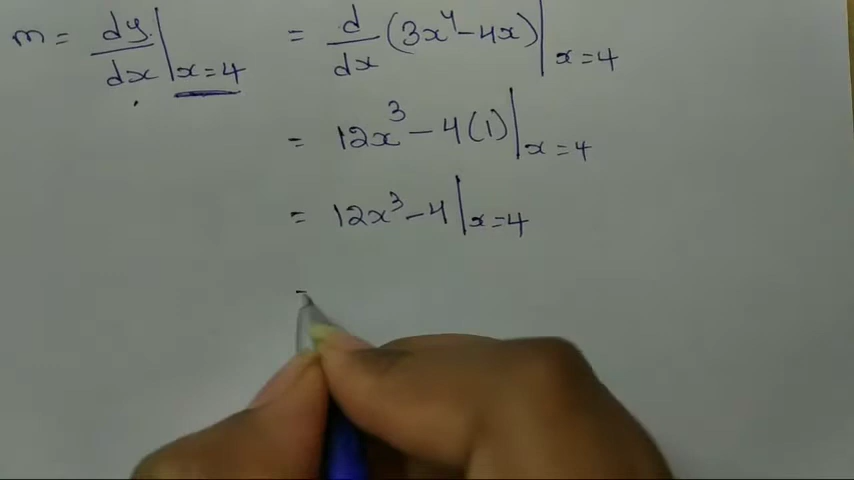 m = dy/dx |x=4 = d/dx (3x⁴ - 4x) |x=4
= 12x³ - 4(1) |x=4
= 12x³ - 4 |x=4
=